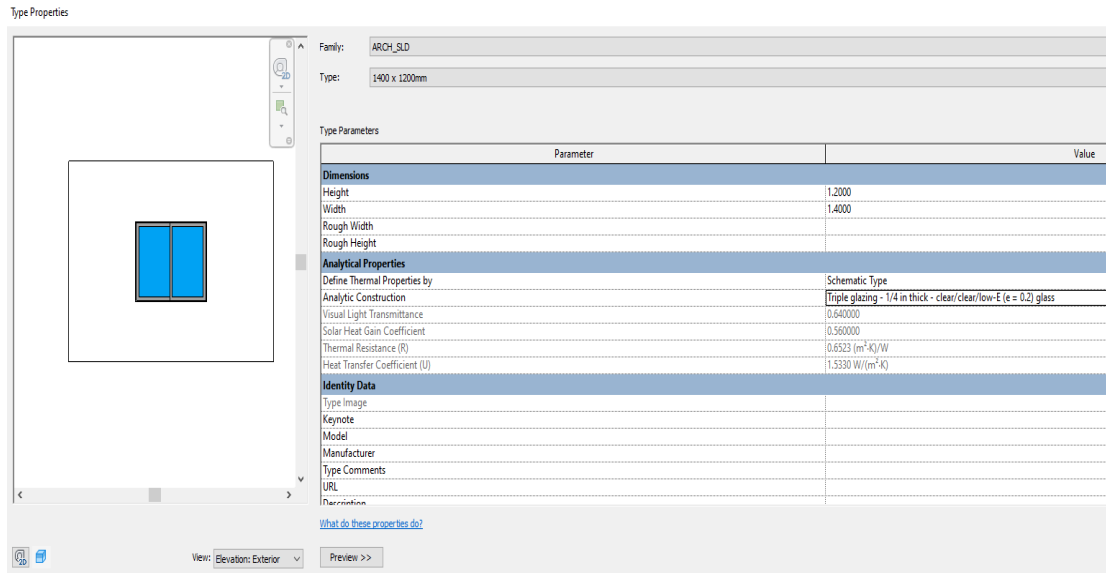 Type Properties
Family: ARCH_SLD
Type: 1400 x 1200mm
2D
Type Parameters
Parameter Value
Dimensions
Height 1.2000
Width 1.4000
Rough Width
Rough Height
Analytical Properties
Define Thermal Properties by Schematic Type
Analytic Construction Triple glazing - 1/4 in thick - clear/clear/low-E (e = 0.2) glass
Visual Light Transmittance 0.640000
Solar Heat Gain Coefficient 0.560000
Thermal Resistance (R) 0.6523 (m²·K)/W
Heat Transfer Coefficient (U) 1.5330 W/(m²·K)
Identity Data
Type Image
Keynote
Model
Manufacturer
Type Comments
URL
Description
What do these properties do?
2D
View: Elevation: Exterior
Preview >>